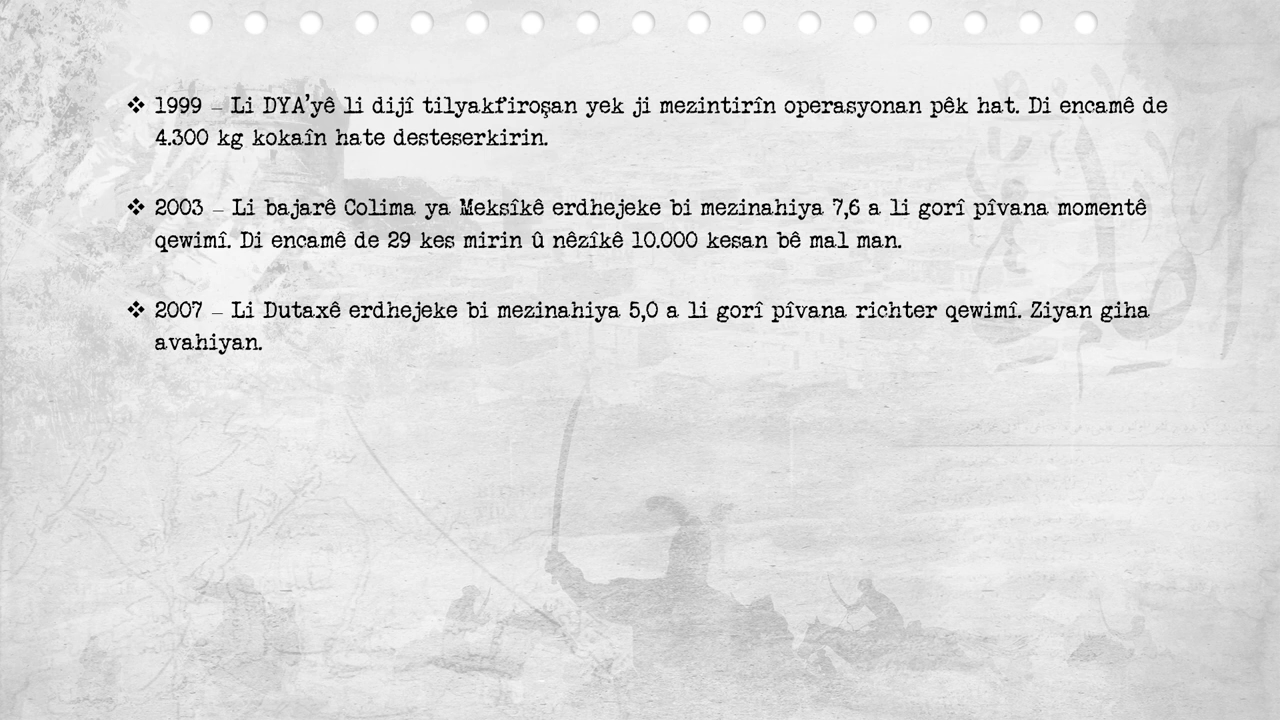 ❖ 1999 – Li DYA'yê li dijî tilyakfiroşan yek ji mezintirîn operasyonan pêk hat. Di encamê de
4.300 kg kokaîn hate desteserkirin.
❖ 2003 – Li bajarê Colima ya Meksîkê erdhejeke bi mezinahiya 7,6 a li gorî pîvana momentê
qewimî. Di encamê de 29 kes mirin û nêzîkê 10.000 kesan bê mal man.
❖ 2007 – Li Dutaxê erdhejeke bi mezinahiya 5,0 a li gorî pîvana richter qewimî. Ziyan giha
avahiyan.